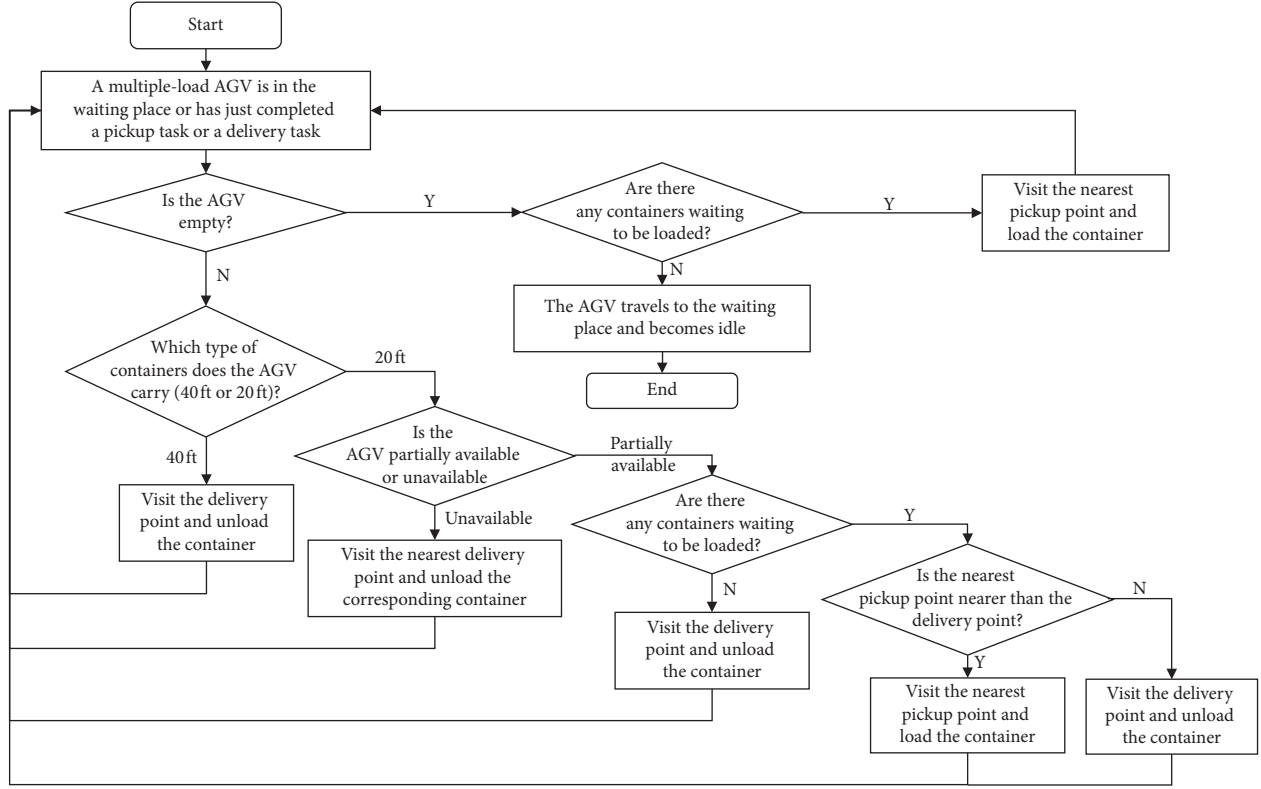 Start
A multiple-load AGV is in the
waiting place or has just completed
a pickup task or a delivery task
Is the AGV
empty?
Y
Are there
any containers waiting
to be loaded?
Y
Visit the nearest
pickup point and
load the container
N
N
The AGV travels to the waiting
place and becomes idle
End
Which type of
containers does the AGV
carry (40 ft or 20 ft)?
20 ft
40 ft
Visit the delivery
point and unload
the container
Is the
AGV partially available
or unavailable
Partially
available
Unavailable
Visit the nearest delivery
point and unload the
corresponding container
Are there
any containers waiting
to be loaded?
Y
N
Visit the delivery
point and unload
the container
Is the nearest
pickup point nearer than the
delivery point?
N
Y
Visit the nearest
pickup point and
load the container
Visit the delivery
point and unload
the container